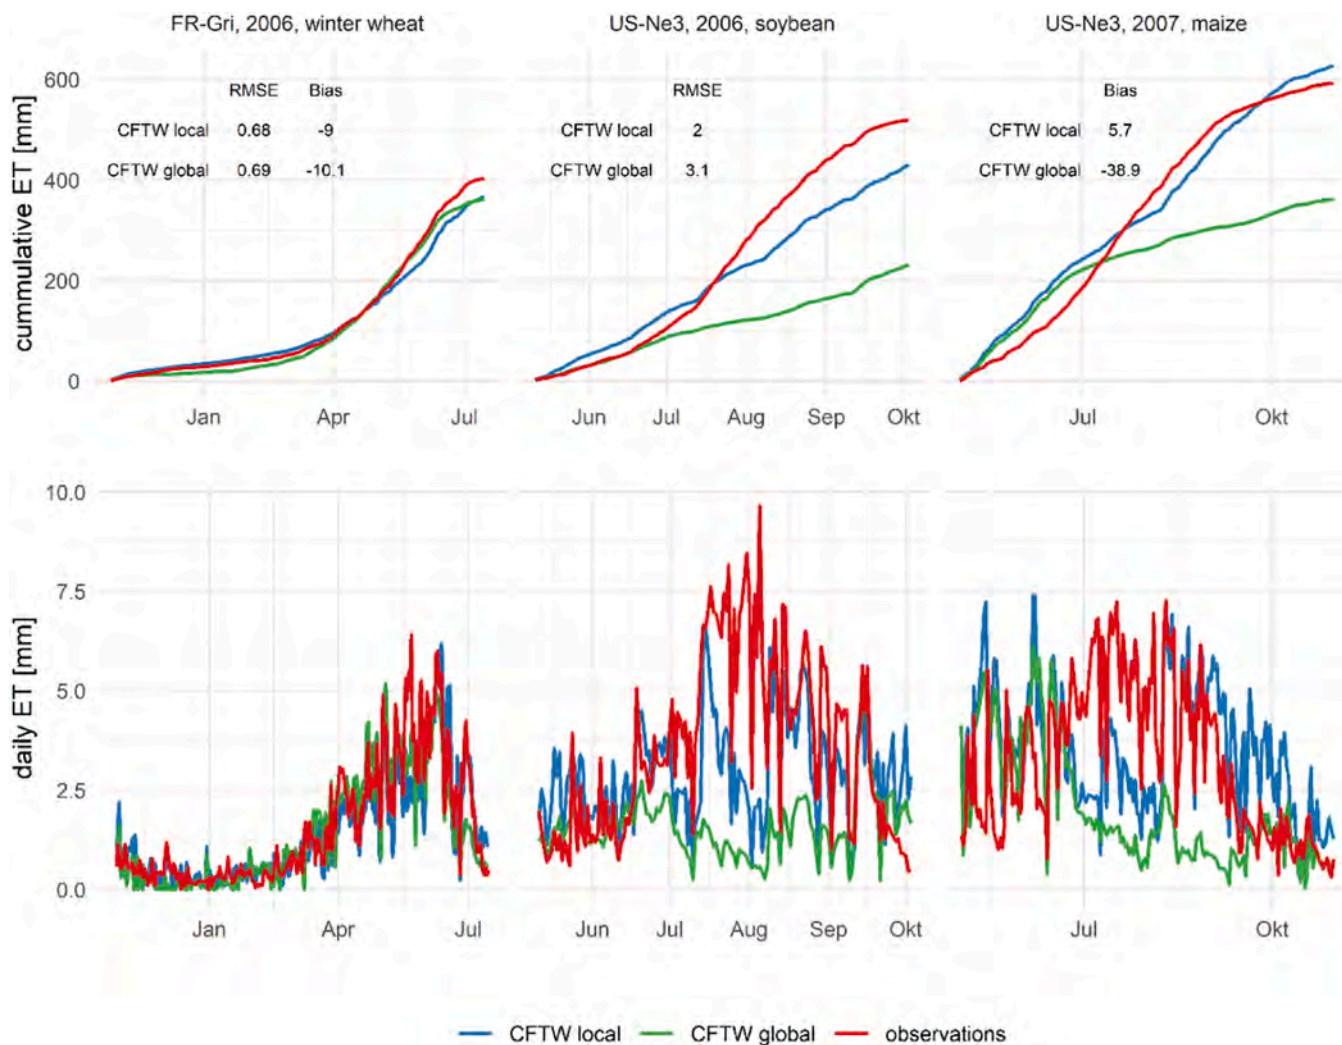 FR-Gri, 2006, winter wheat US-Ne3, 2006, soybean US-Ne3, 2007, maize
cummulative ET [mm]
600
400
200
0
RMSE Bias
CFTW local 0.68 -9
CFTW global 0.69 -10.1
RMSE
CFTW local 2
CFTW global 3.1
Bias
CFTW local 5.7
CFTW global -38.9
Jan Apr Jul Jun Jul Aug Sep Okt Jul Okt
daily ET [mm]
10.0
7.5
5.0
2.5
0.0
Jan Apr Jul Jun Jul Aug Sep Okt Jul Okt
CFTW local CFTW global observations